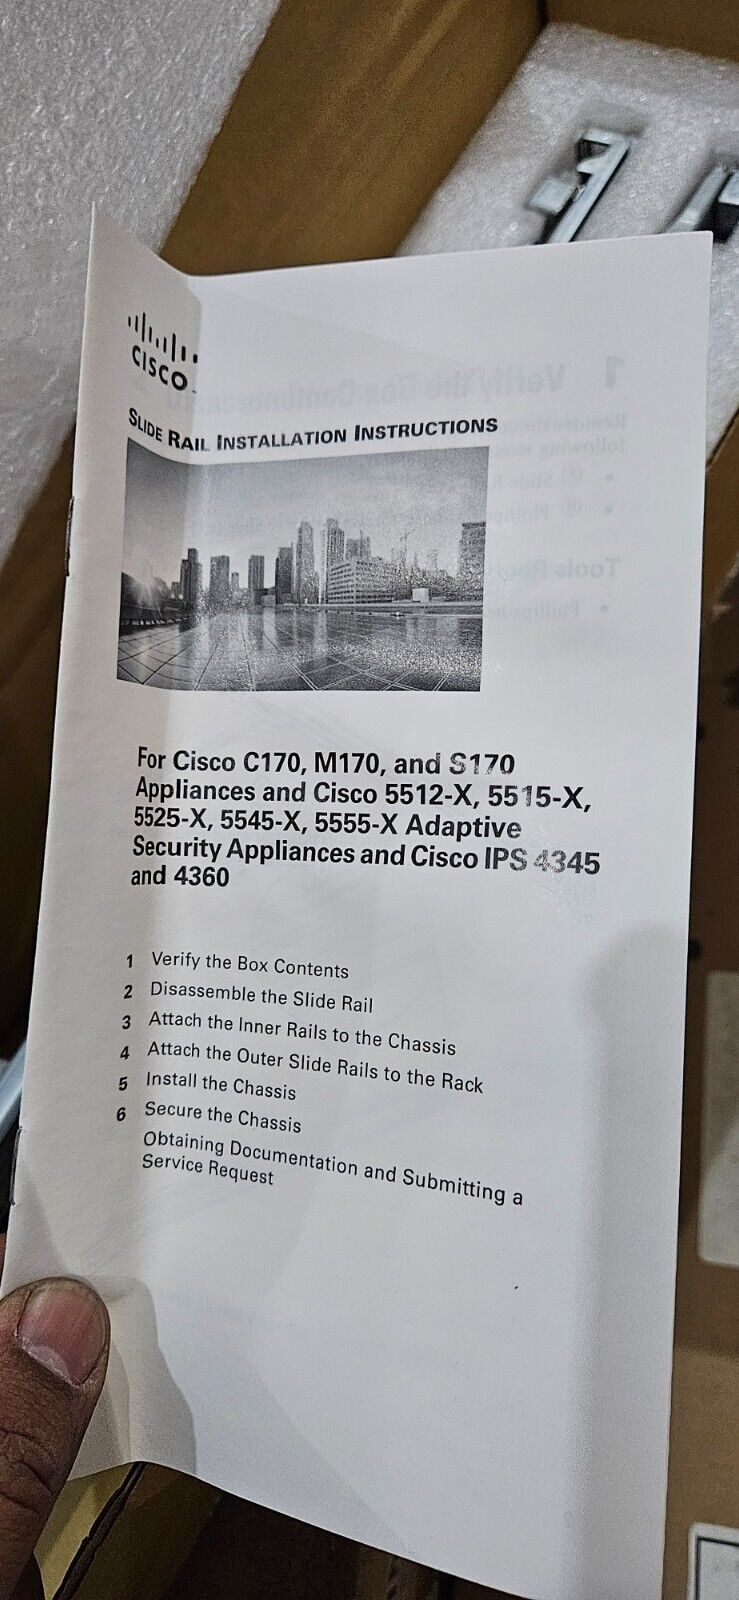 CISCO
SLIDE RAIL INSTALLATION INSTRUCTIONS
For Cisco C170, M170, and S170
Appliances and Cisco 5512-X, 5515-X,
5525-X, 5545-X, 5555-X Adaptive
Security Appliances and Cisco IPS 4345
and 4360
1 Verify the Box Contents
2 Disassemble the Slide Rail
3 Attach the Inner Rails to the Chassis
4 Attach the Outer Slide Rails to the Rack
5 Install the Chassis
6 Secure the Chassis
Obtaining Documentation and Submitting a
Service Request